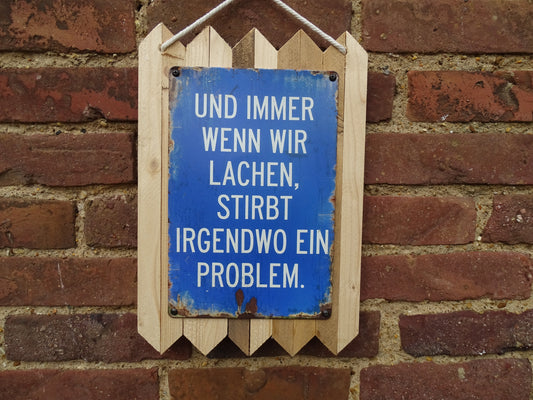 UND IMMER
WENN WIR
LACHEN,
STIRBT
IRGENDWO EIN
PROBLEM.